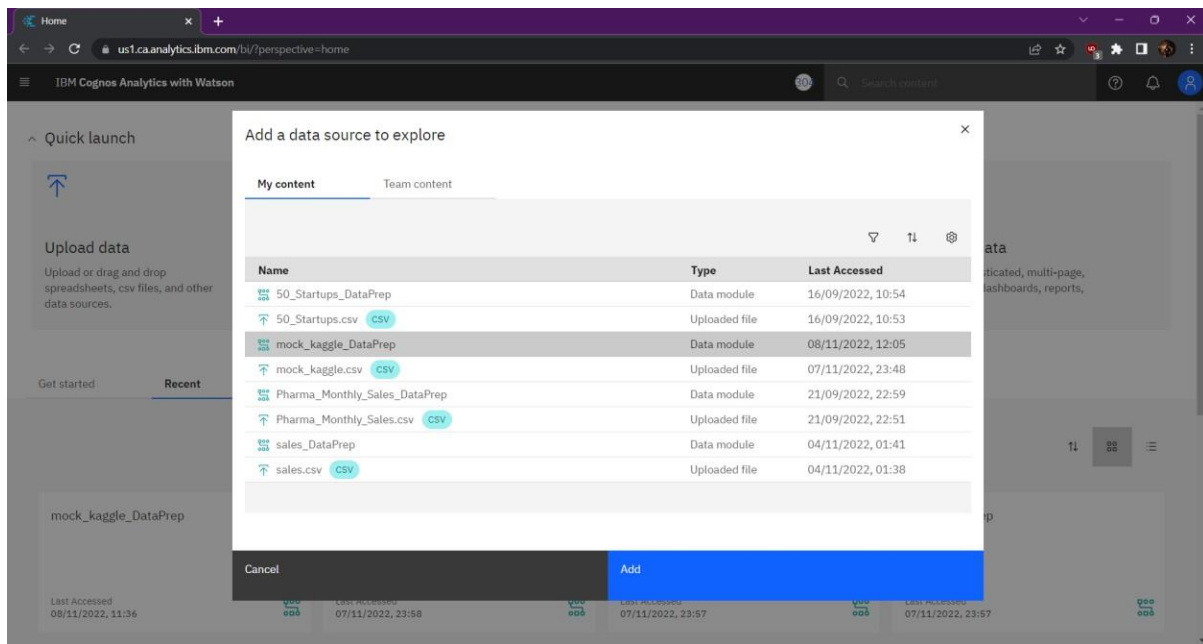 Home
us1.ca.analytics.ibm.com/bi/?perspective=home
3
IBM Cognos Analytics with Watson
Search content
Quick launch
Add a data source to explore
My content Team content
Upload data
Upload or drag and drop
spreadsheets, csv files, and other
data sources.
ata
multi-page,
dashboards, reports,
Name Type Last Accessed
50_Startups_DataPrep Data module 16/09/2022, 10:54
50_Startups.csv CSV Uploaded file 16/09/2022, 10:53
mock_kaggle_DataPrep Data module 08/11/2022, 12:05
mock_kaggle.csv CSV Uploaded file 07/11/2022, 23:48
Pharma_Monthly_Sales_DataPrep Data module 21/09/2022, 22:59
Pharma_Monthly_Sales.csv CSV Uploaded file 21/09/2022, 22:51
sales_DataPrep Data module 04/11/2022, 01:41
sales.csv CSV Uploaded file 04/11/2022, 01:38
Get started Recent
mock_kaggle_DataPrep
Cancel Add
Last Accessed
08/11/2022, 11:36 07/11/2022, 23:58 07/11/2022, 23:57 07/11/2022, 23:57